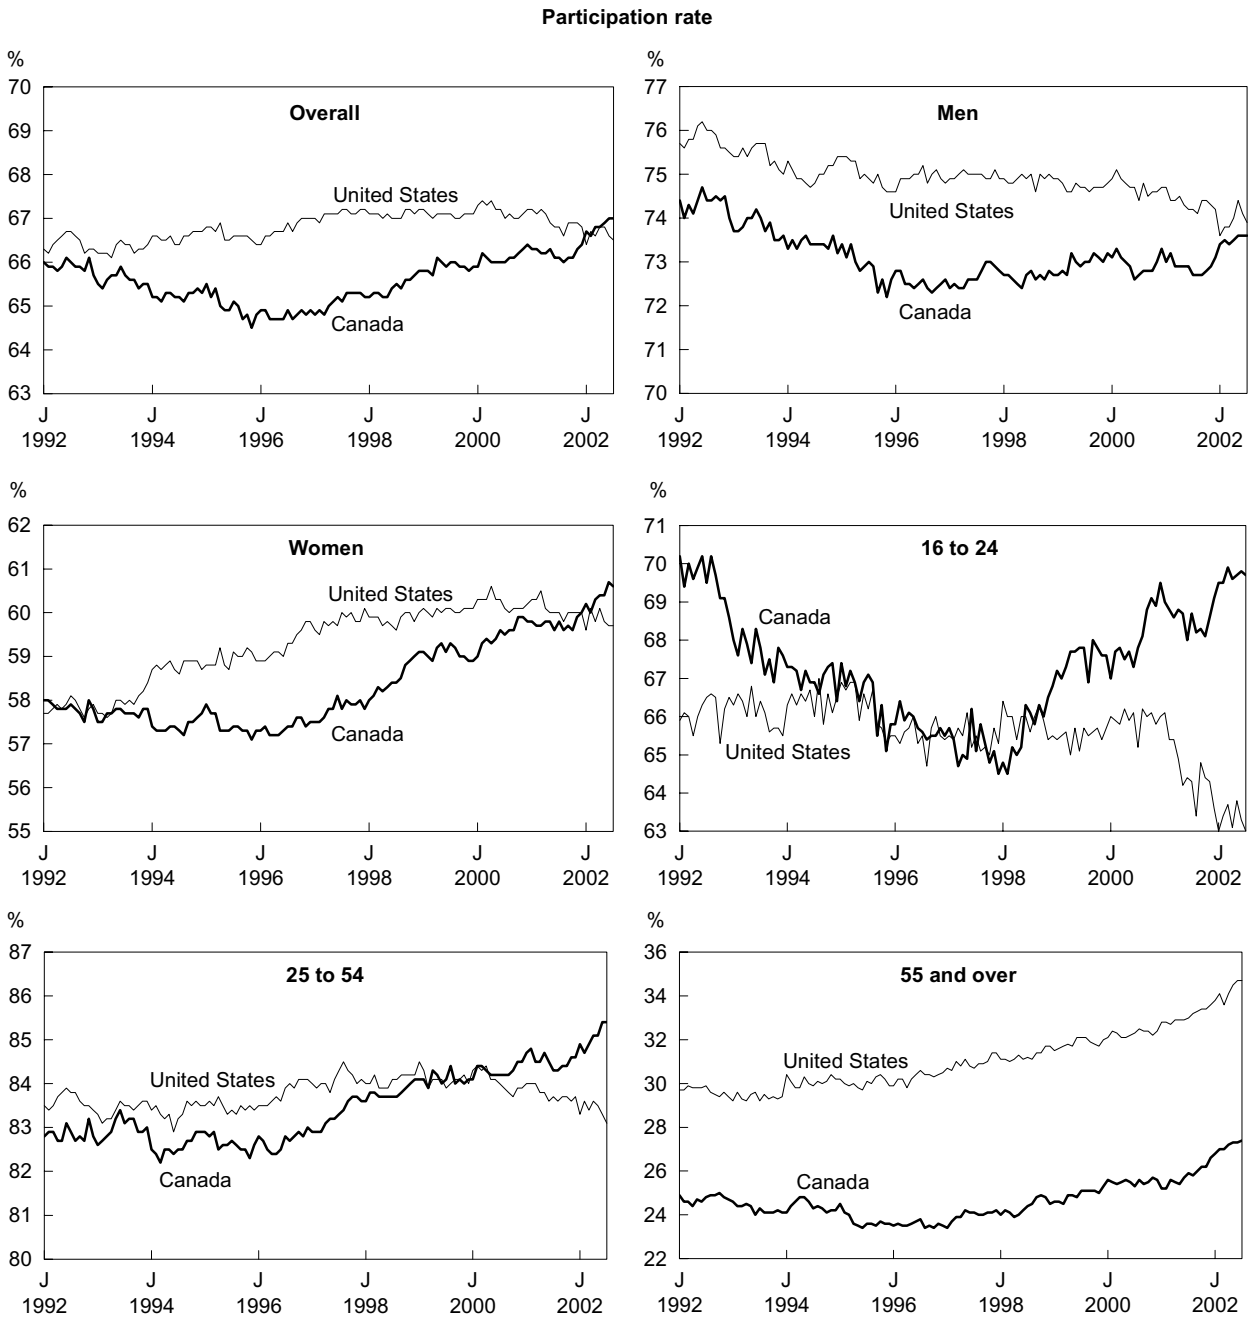 Participation rate
%
70
Overall
69
68
United States
67
66
65
Canada
64
63
J J J J J J
1992 1994 1996 1998 2000 2002
%
77
Men
76
75
United States
74
73
72
Canada
71
70
J J J J J J
1992 1994 1996 1998 2000 2002
%
62
Women
61
United States
60
59
58
Canada
57
56
55
J J J J J J
1992 1994 1996 1998 2000 2002
%
71
16 to 24
70
69
Canada
68
67
66
United States
65
64
63
J J J J J J
1992 1994 1996 1998 2000 2002
%
87
25 to 54
86
85
United States
84
83
82
Canada
81
80
J J J J J J
1992 1994 1996 1998 2000 2002
%
36
55 and over
34
32
United States
30
28
26
Canada
24
22
J J J J J J
1992 1994 1996 1998 2000 2002